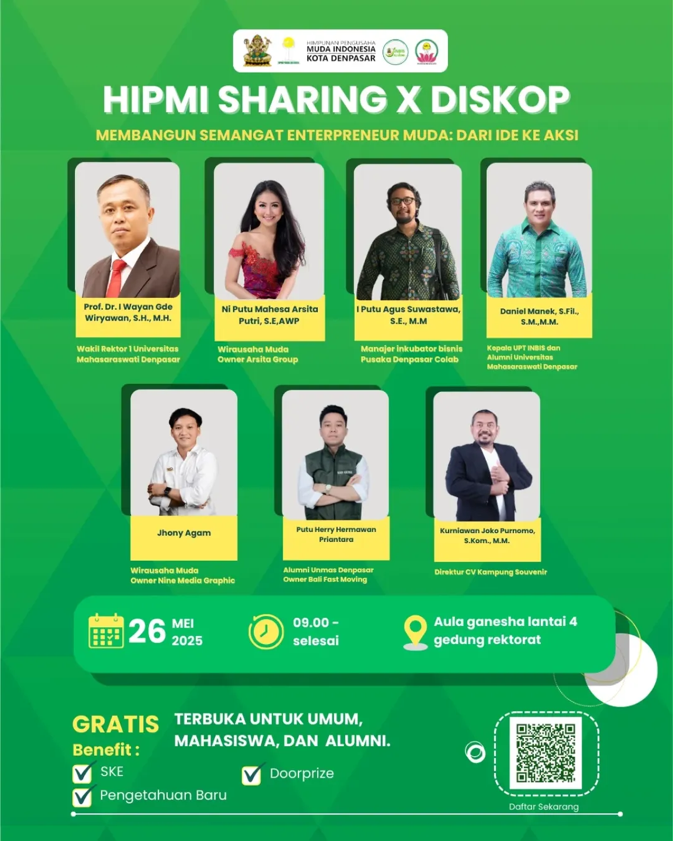 HIMPUNAN PENGUSAHA
MUDA INDONESIA
KOTA DENPASAR
HIPMI SHARING X DISKOP
MEMBANGUN SEMANGAT ENTERPRENEUR MUDA: DARI IDE KE AKSI
Prof. Dr. I Wayan Gde
Wiryawan, S.H., M.H.
Wakil Rektor 1 Universitas
Mahasaraswati Denpasar
Ni Putu Mahesa Arsita
Putri, S.E,AWP
Wirausaha Muda
Owner Arsita Group
I Putu Agus Suwastawa,
S.E., M.M
Manajer inkubator bisnis
Pusaka Denpasar Colab
Daniel Manek, S.Fil.,
S.M.,M.M.
Kepala UPT INBIS dan
Alumni Universitas
Mahasaraswati Denpasar
Jhony Agam
Wirausaha Muda
Owner Nine Media Graphic
Putu Herry Hermawan
Priantara
Alumni Unmas Denpasar
Owner Bali Fast Moving
Kurniawan Joko Purnomo,
S.Kom., M.M.
Direktur CV Kampung Souvenir
26 MEI
2025
09.00 -
selesai
Aula ganesha lantai 4
gedung rektorat
GRATIS
TERBUKA UNTUK UMUM,
MAHASISWA, DAN ALUMNI.
Benefit :
SKE
Doorprize
Pengetahuan Baru
Daftar Sekarang